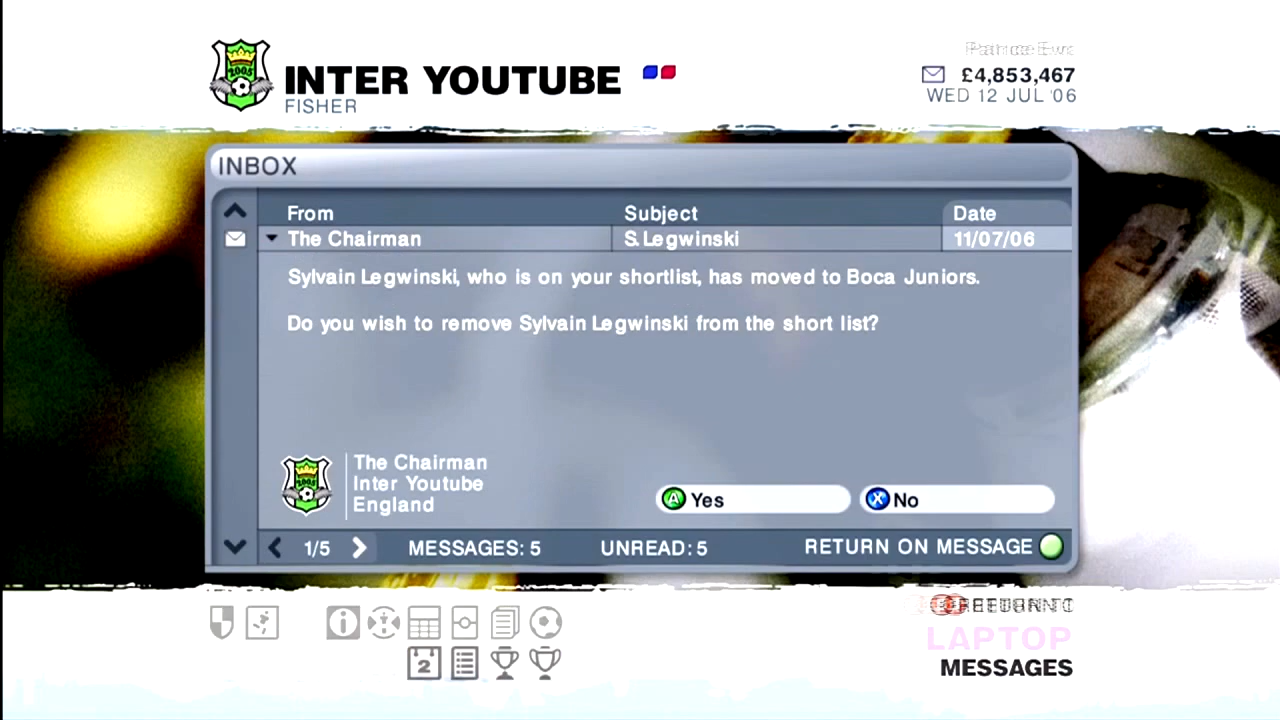 INTER YOUTUBE
FISHER
£4,853,467
WED 12 JUL '06
2005
INBOX
From Subject Date
The Chairman S. Legwinski 11/07/06
Sylvain Legwinski, who is on your shortlist, has moved to Boca Juniors.
Do you wish to remove Sylvain Legwinski from the short list?
2005
The Chairman
Inter Youtube
England
A Yes X No
1/5 MESSAGES: 5 UNREAD: 5 RETURN ON MESSAGE
2
LAPTOP
MESSAGES